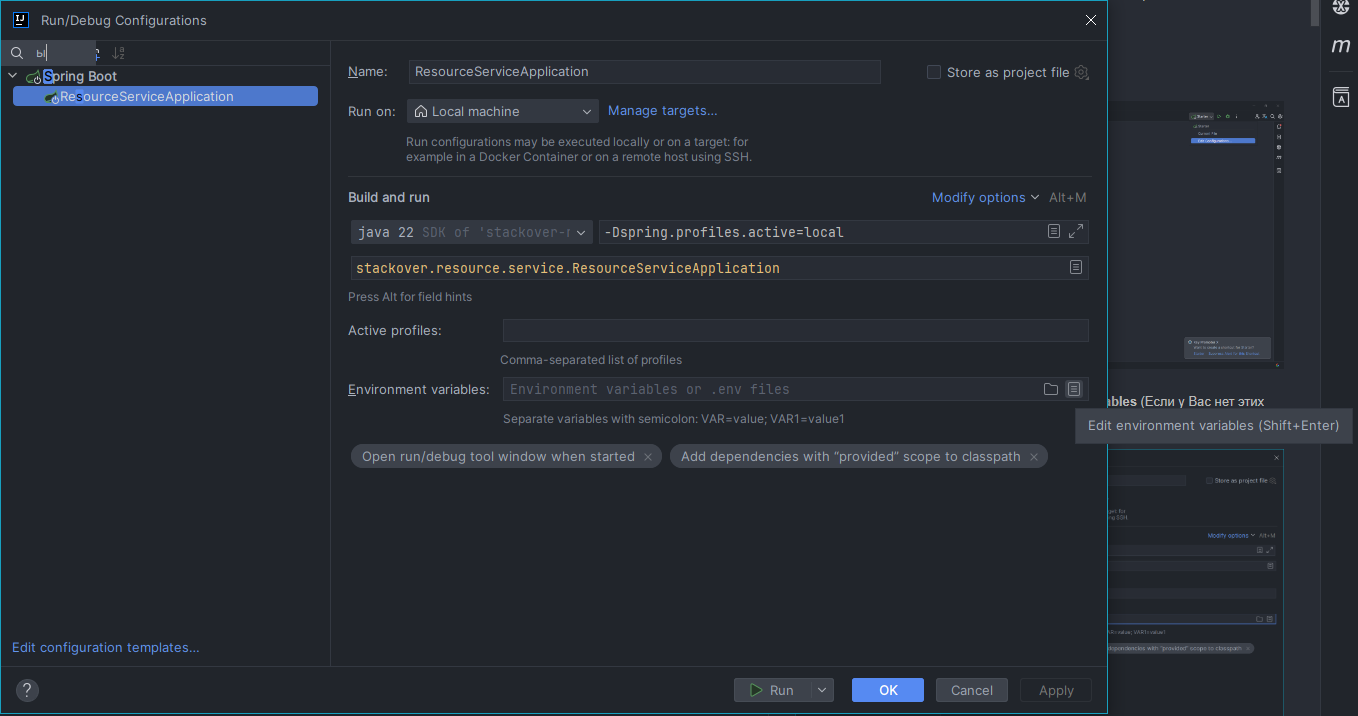 Run/Debug Configurations
ы
Spring Boot
ResourceServiceApplication
Edit configuration templates...
Name:
ResourceServiceApplication
Store as project file
Run on:
Local machine
Manage targets...
Run configurations may be executed locally or on a target: for
example in a Docker Container or on a remote host using SSH.
Build and run
Modify options
Alt+M
java 22 SDK of 'stackover-r
-Dspring.profiles.active=local
stackover.resource.service.ResourceServiceApplication
Press Alt for field hints
Active profiles:
Comma-separated list of profiles
Environment variables:
Environment variables or .env files
Separate variables with semicolon: VAR=value; VAR1=value1
Open run/debug tool window when started
Add dependencies with "provided" scope to classpath
?
Run
OK
Cancel
Apply
m
A
ables (Если у Вас нет этих
Edit environment variables (Shift+Enter)
Store as project file
Modify options
Alt+M
dependencies with "provided" scope to classpath